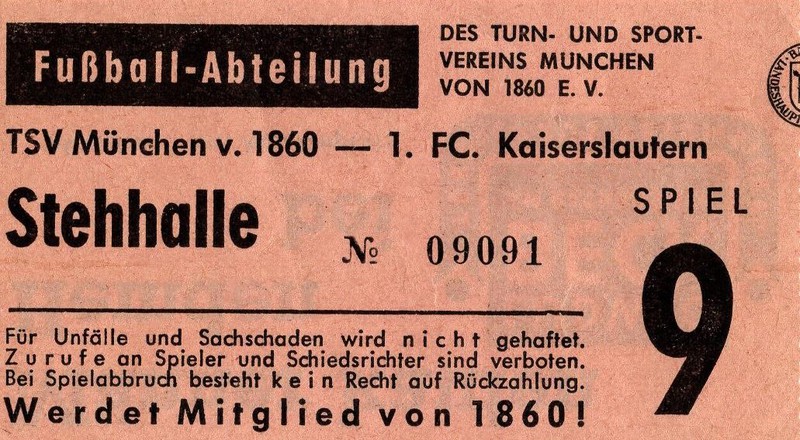 Fußball-Abteilung
DES TURN- UND SPORT-
VEREINS MÜNCHEN
VON 1860 E. V.
TSV München v. 1860 — 1. FC. Kaiserslautern
Stehhalle
№ 09091
SPIEL
9
Für Unfälle und Sachschaden wird nicht gehaftet.
Zurufe an Spieler und Schiedsrichter sind verboten.
Bei Spielabbruch besteht kein Recht auf Rückzahlung.
Werdet Mitglied von 1860!